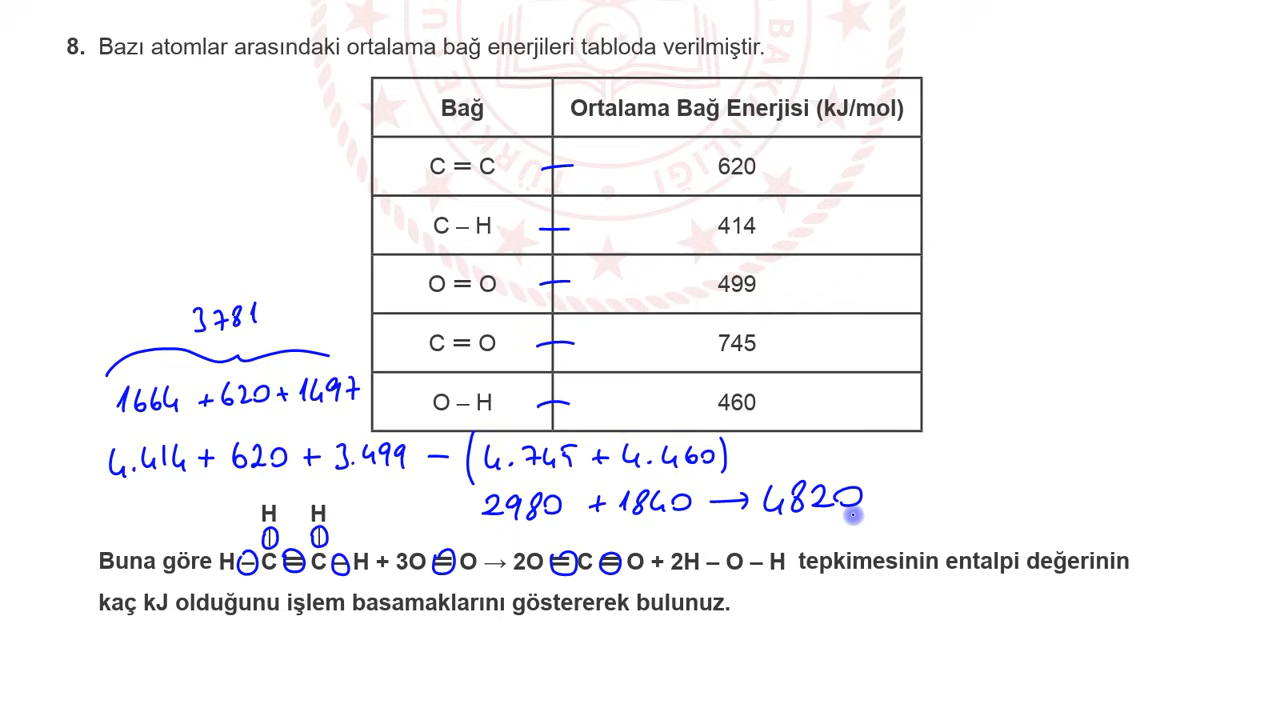 8. Bazı atomlar arasındaki ortalama bağ enerjileri tabloda verilmiştir.
Bağ Ortalama Bağ Enerjisi (kJ/mol)
C = C 620
C – H 414
O = O 499
C = O 745
O – H 460
3781
1664 + 620 + 1497
4.414 + 620 + 3.499 – (4.745 + 4.460)
2980 + 1840 → 4820
H H
Buna göre H – C = C – H + 3O = O → 2O = C = O + 2H – O – H tepkimesinin entalpi değerinin
kaç kJ olduğunu işlem basamaklarını göstererek bulunuz.